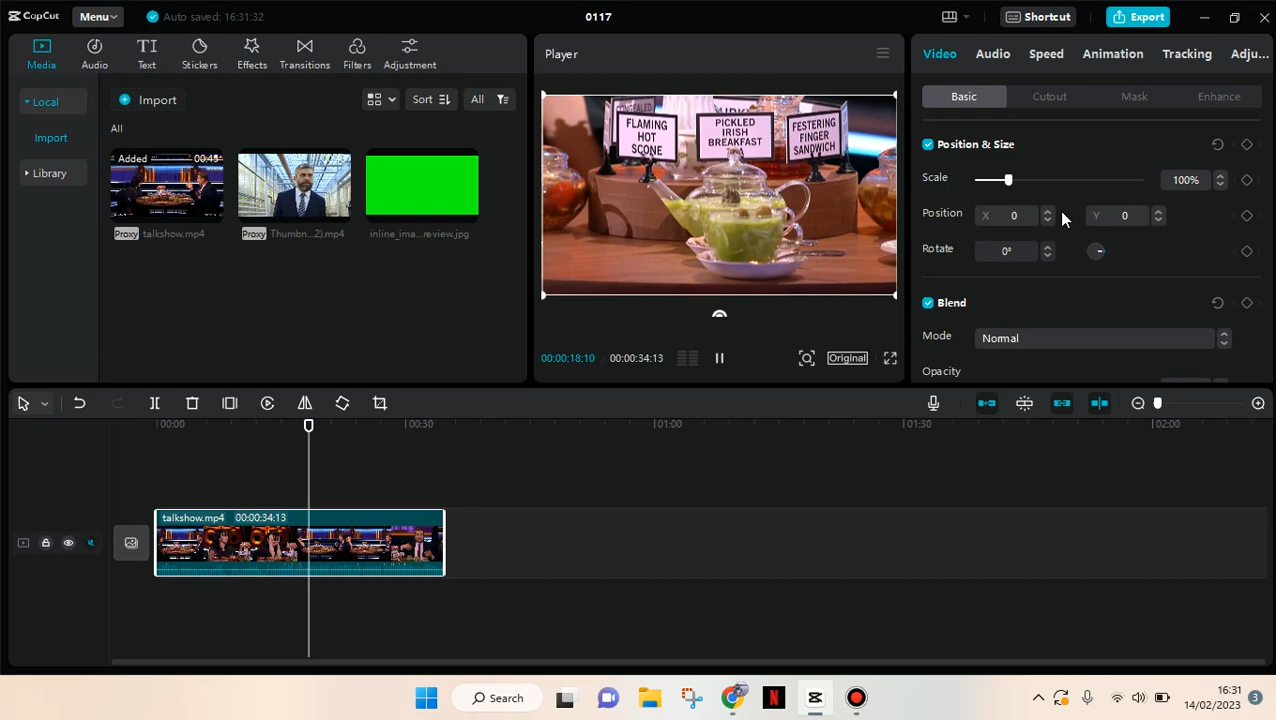 CapCut Menu Auto saved: 16:31:32 0117 Shortcut Export
Media Audio Text Stickers Effects Transitions Filters Adjustment
Local
Import
Library
Import Sort All
All
Added 00:45
Proxy talkshow.mp4 Proxy Thumbn...2).mp4 inline_ima...review.jpg
Player
FLAMING
HOT
SCONE
PICKLED
IRISH
BREAKFAST
FESTERING
FINGER
SANDWICH
00:00:18:10 / 00:00:34:13 Original
Video Audio Speed Animation Tracking Adju...
Basic Cutout Mask Enhance
Position & Size
Scale 100%
Position X 0 Y 0
Rotate 0°
Blend
Mode Normal
Opacity
00:00 00:30 01:00 01:30 02:00
talkshow.mp4 00:00:34:13
Search
16:31
14/02/2023 3